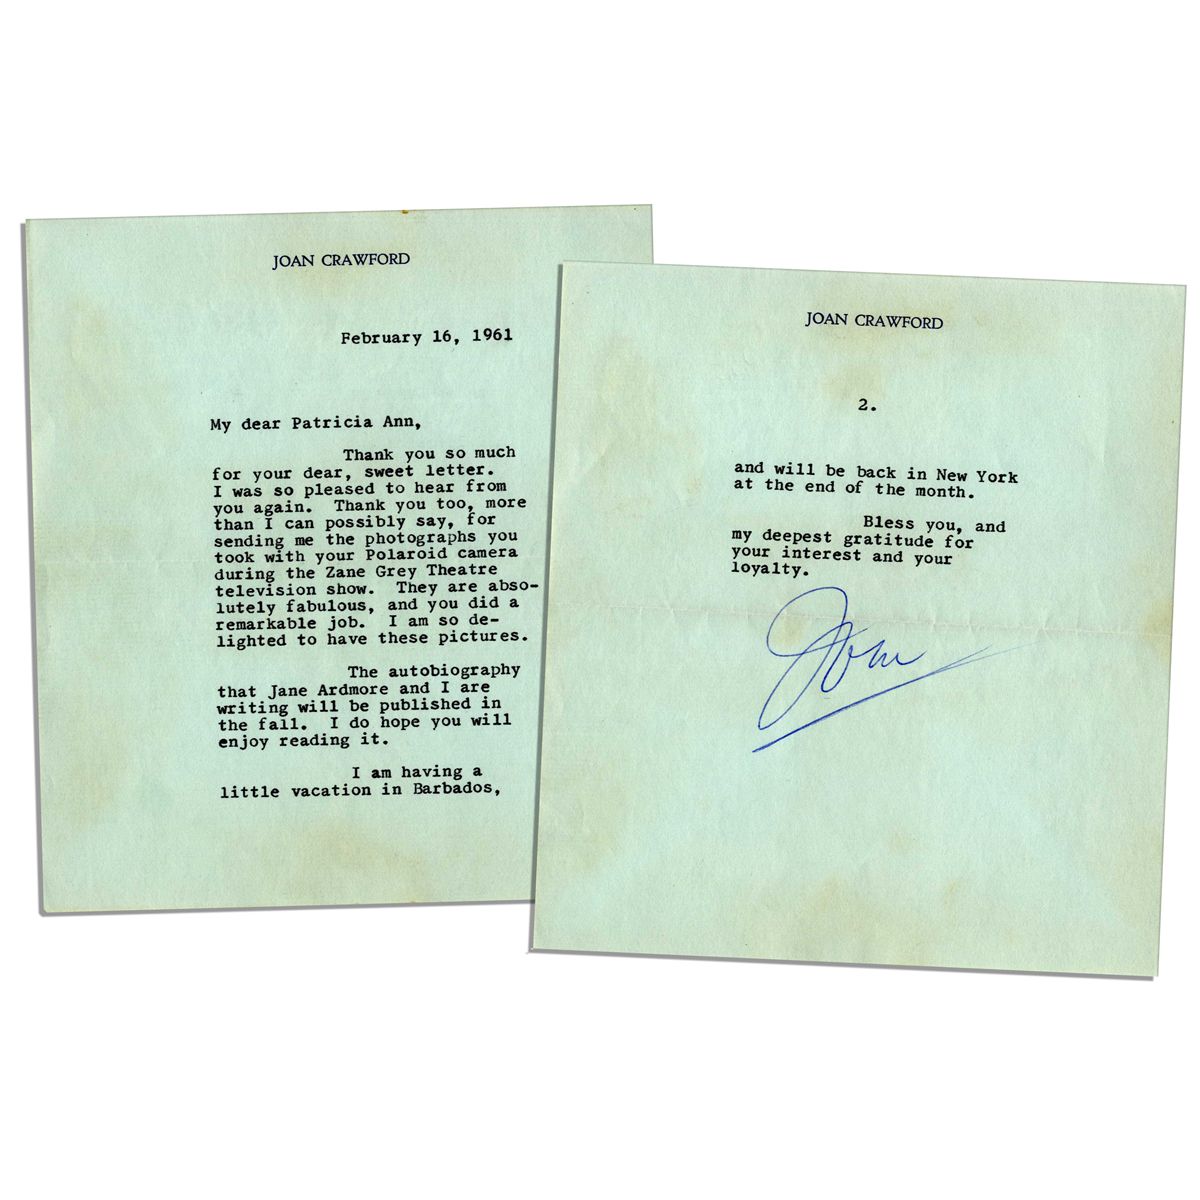 JOAN CRAWFORD
February 16, 1961
My dear Patricia Ann,
Thank you so much
for your dear, sweet letter.
I was so pleased to hear from
you again. Thank you too, more
than I can possibly say, for
sending me the photographs you
took with your Polaroid camera
during the Zane Grey Theatre
television show. They are abso-
lutely fabulous, and you did a
remarkable job. I am so de-
lighted to have these pictures.
The autobiography
that Jane Ardmore and I are
writing will be published in
the fall. I do hope you will
enjoy reading it.
I am having a
little vacation in Barbados,
JOAN CRAWFORD
2.
and will be back in New York
at the end of the month.
Bless you, and
my deepest gratitude for
your interest and your
loyalty.
Joan